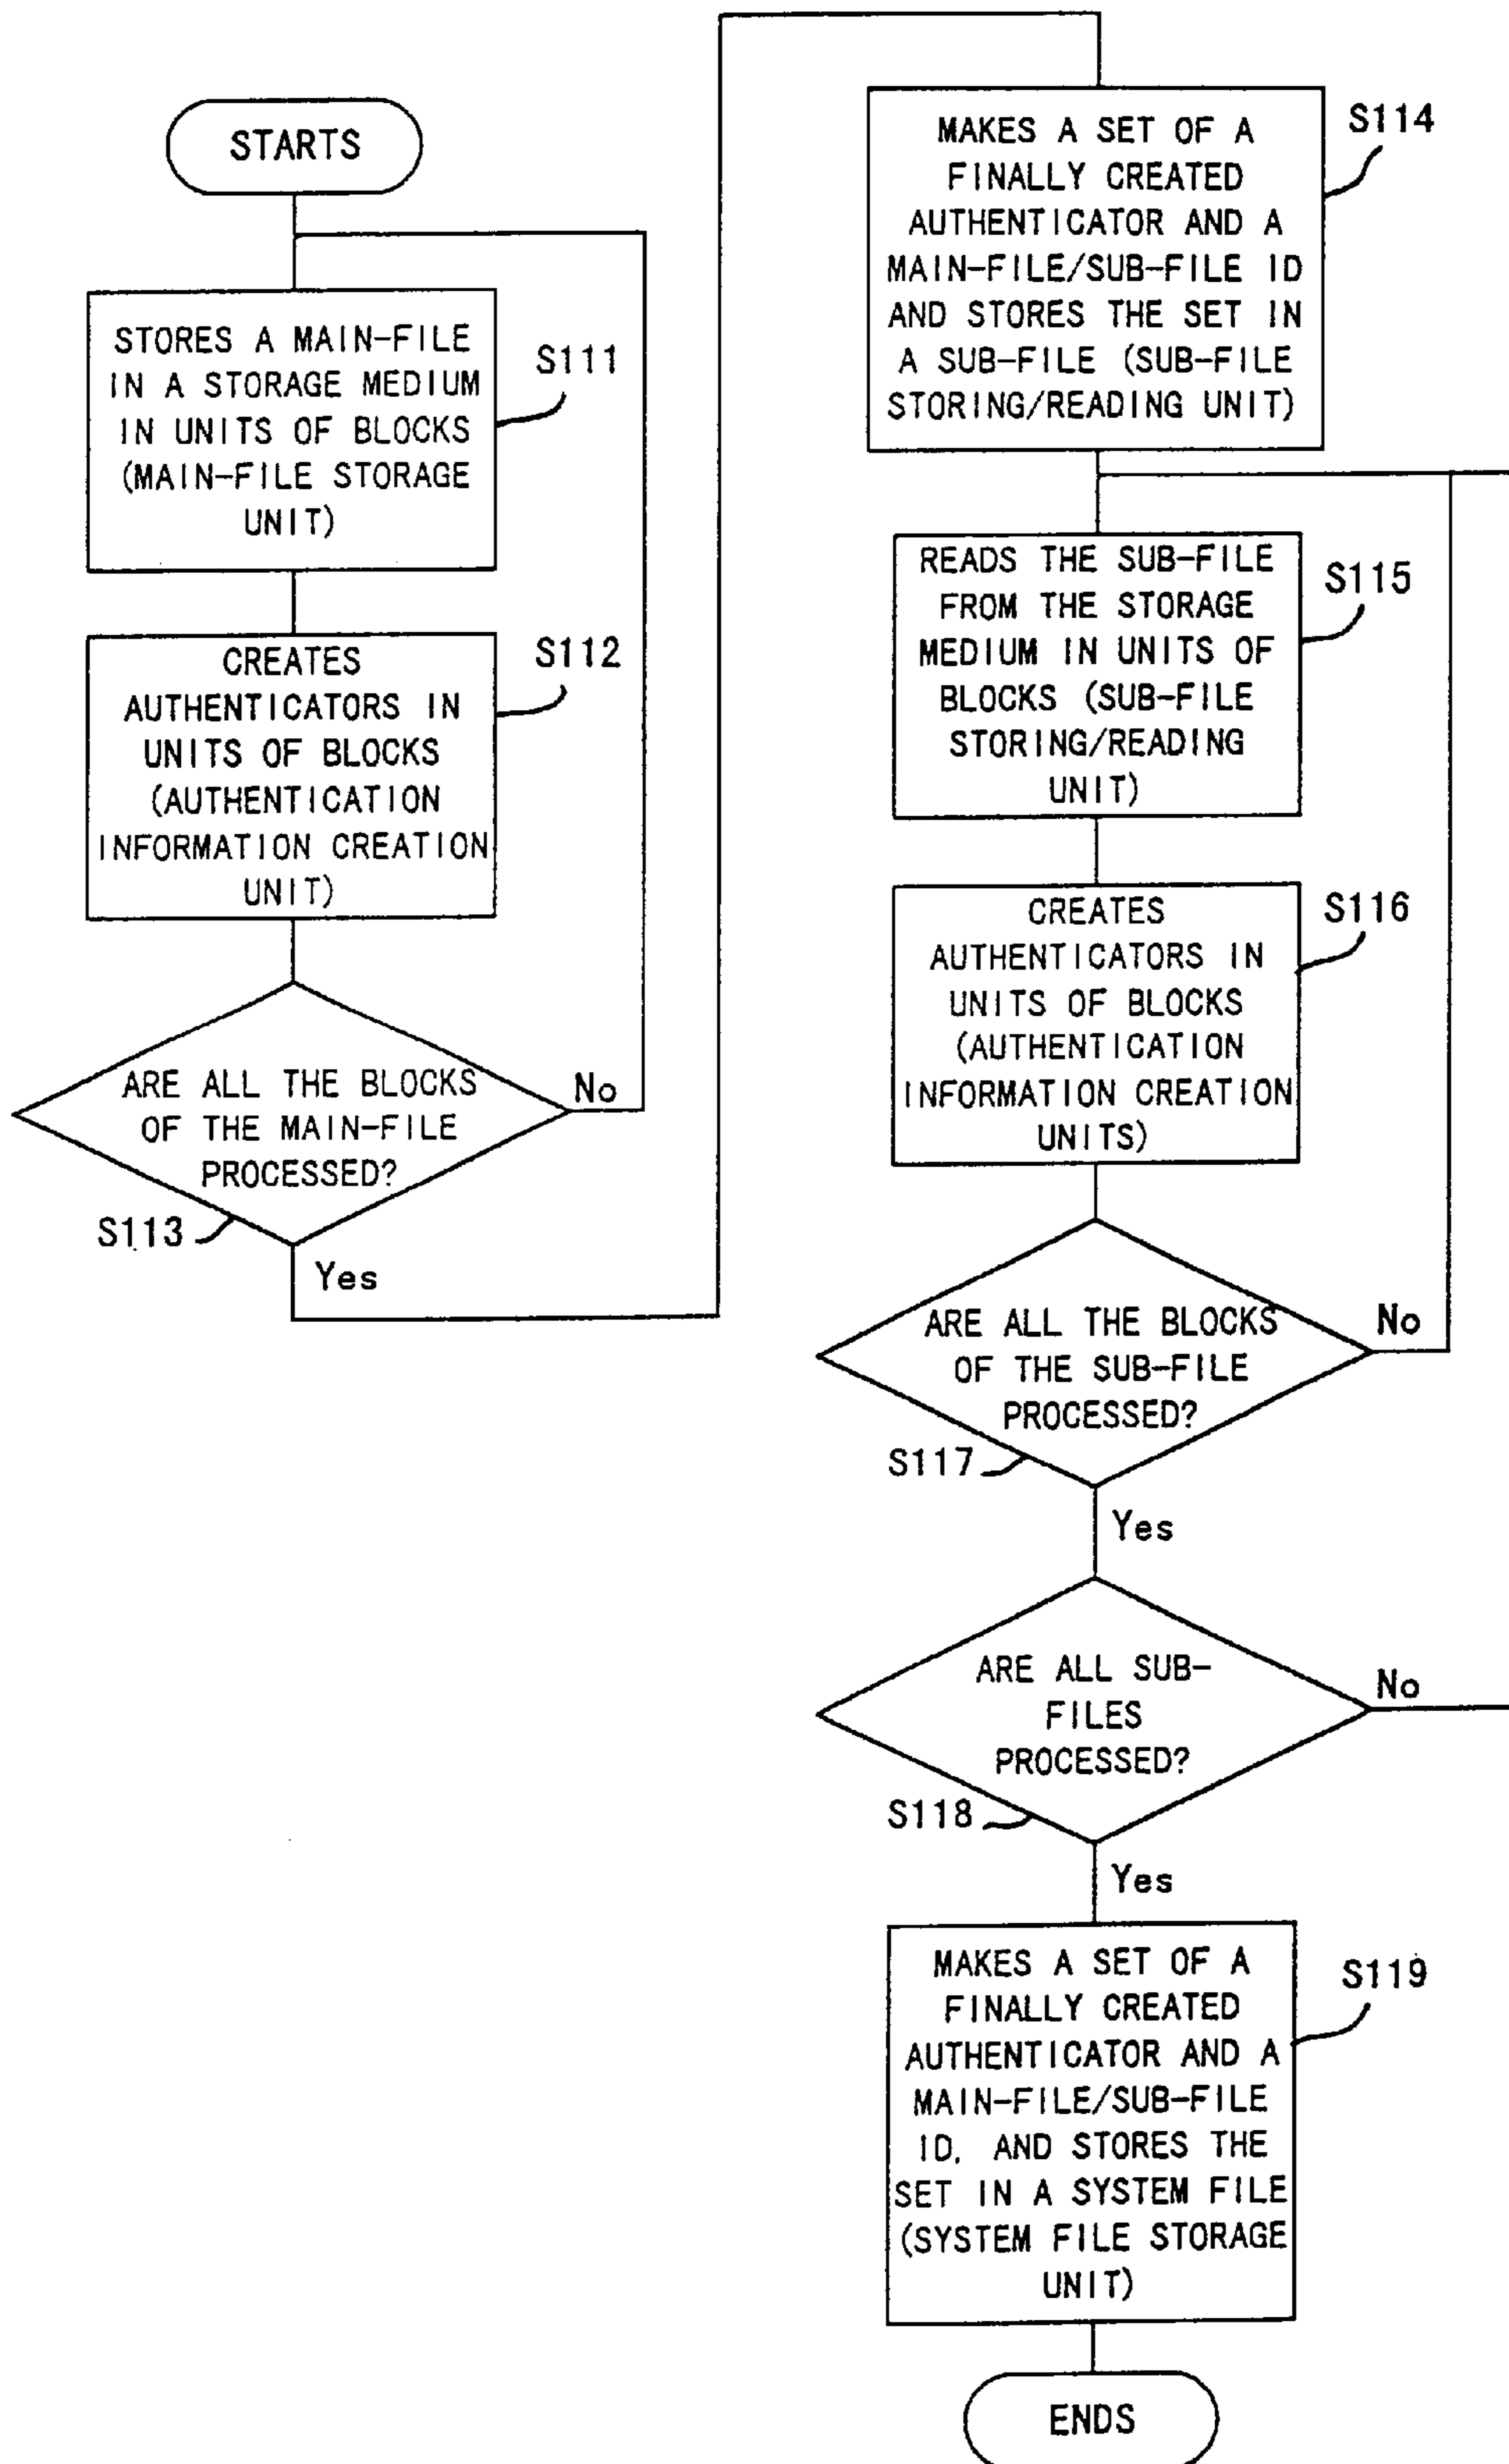 STARTS
STORES A MAIN-FILE
IN A STORAGE MEDIUM
IN UNITS OF BLOCKS
(MAIN-FILE STORAGE
UNIT)
S111
CREATES
AUTHENTICATORS IN
UNITS OF BLOCKS
(AUTHENTICATION
INFORMATION CREATION
UNIT)
S112
ARE ALL THE BLOCKS
OF THE MAIN-FILE
PROCESSED?
No
S113
Yes
MAKES A SET OF A
FINALLY CREATED
AUTHENTICATOR AND A
MAIN-FILE/SUB-FILE ID
AND STORES THE SET IN
A SUB-FILE (SUB-FILE
STORING/READING UNIT)
S114
READS THE SUB-FILE
FROM THE STORAGE
MEDIUM IN UNITS OF
BLOCKS (SUB-FILE
STORING/READING
UNIT)
S115
CREATES
AUTHENTICATORS IN
UNITS OF BLOCKS
(AUTHENTICATION
INFORMATION CREATION
UNITS)
S116
ARE ALL THE BLOCKS
OF THE SUB-FILE
PROCESSED?
No
S117
Yes
ARE ALL SUB-
FILES
PROCESSED?
No
S118
Yes
MAKES A SET OF A
FINALLY CREATED
AUTHENTICATOR AND A
MAIN-FILE/SUB-FILE
ID, AND STORES THE
SET IN A SYSTEM FILE
(SYSTEM FILE STORAGE
UNIT)
S119
ENDS